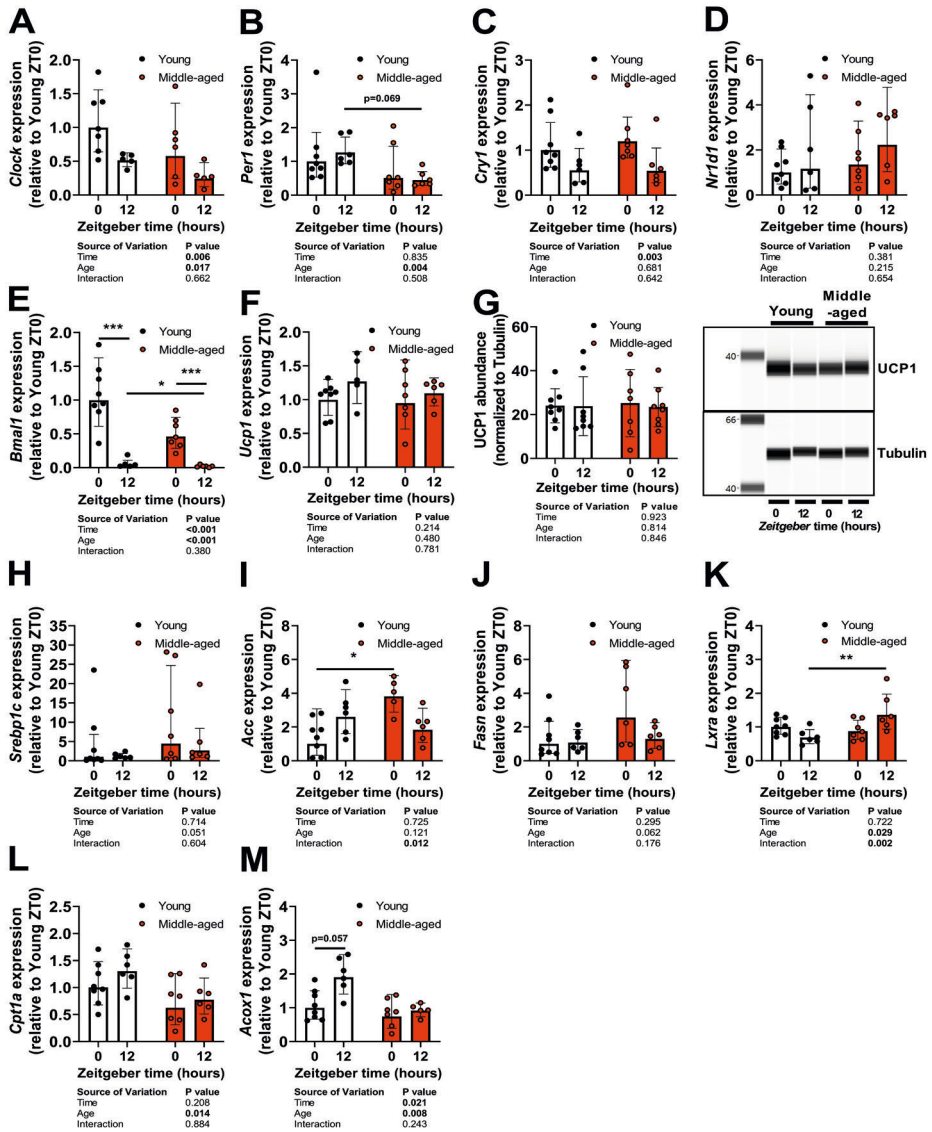 A
Clock expression
(relative to Young ZT0)
2.0
1.5
1.0
0.5
0.0
Young
Middle-aged
0 12 0 12
Zeitgeber time (hours)
Source of Variation P value
Time 0.006
Age 0.017
Interaction 0.662
B
Per1 expression
(relative to Young ZT0)
4
3
2
1
0
Young
Middle-aged
p=0.069
0 12 0 12
Zeitgeber time (hours)
Source of Variation P value
Time 0.835
Age 0.004
Interaction 0.508
C
Cry1 expression
(relative to Young ZT0)
3
2
1
0
Young
Middle-aged
0 12 0 12
Zeitgeber time (hours)
Source of Variation P value
Time 0.003
Age 0.681
Interaction 0.642
D
Nr1d1 expression
(relative to Young ZT0)
6
4
2
0
Young
Middle-aged
0 12 0 12
Zeitgeber time (hours)
Source of Variation P value
Time 0.381
Age 0.215
Interaction 0.654
E
Bmal1 expression
(relative to Young ZT0)
2.0
1.5
1.0
0.5
0.0
Young
Middle-aged
***
*
***
0 12 0 12
Zeitgeber time (hours)
Source of Variation P value
Time <0.001
Age <0.001
Interaction 0.380
F
Ucp1 expression
(relative to Young ZT0)
2.0
1.5
1.0
0.5
0.0
Young
Middle-aged
0 12 0 12
Zeitgeber time (hours)
Source of Variation P value
Time 0.214
Age 0.480
Interaction 0.781
G
UCP1 abundance
(normalized to Tubulin)
60
40
20
0
Young
Middle-aged
0 12 0 12
Zeitgeber time (hours)
Source of Variation P value
Time 0.923
Age 0.814
Interaction 0.846
Young
Middle
-aged
40
UCP1
66
Tubulin
40
0 12 0 12
Zeitgeber time (hours)
H
Srebp1c expression
(relative to Young ZT0)
35
30
25
20
15
10
5
0
Young
Middle-aged
0 12 0 12
Zeitgeber time (hours)
Source of Variation P value
Time 0.714
Age 0.051
Interaction 0.604
I
Acc expression
(relative to Young ZT0)
8
6
4
2
0
Young
Middle-aged
*
0 12 0 12
Zeitgeber time (hours)
Source of Variation P value
Time 0.725
Age 0.121
Interaction 0.012
J
Fasn expression
(relative to Young ZT0)
8
6
4
2
0
Young
Middle-aged
0 12 0 12
Zeitgeber time (hours)
Source of Variation P value
Time 0.295
Age 0.062
Interaction 0.176
K
Lxra expression
(relative to Young ZT0)
4
3
2
1
0
Young
Middle-aged
**
0 12 0 12
Zeitgeber time (hours)
Source of Variation P value
Time 0.722
Age 0.029
Interaction 0.002
L
Cpt1a expression
(relative to Young ZT0)
2.5
2.0
1.5
1.0
0.5
0.0
Young
Middle-aged
0 12 0 12
Zeitgeber time (hours)
Source of Variation P value
Time 0.208
Age 0.014
Interaction 0.884
M
Acox1 expression
(relative to Young ZT0)
4
3
2
1
0
Young
Middle-aged
p=0.057
0 12 0 12
Zeitgeber time (hours)
Source of Variation P value
Time 0.021
Age 0.008
Interaction 0.243